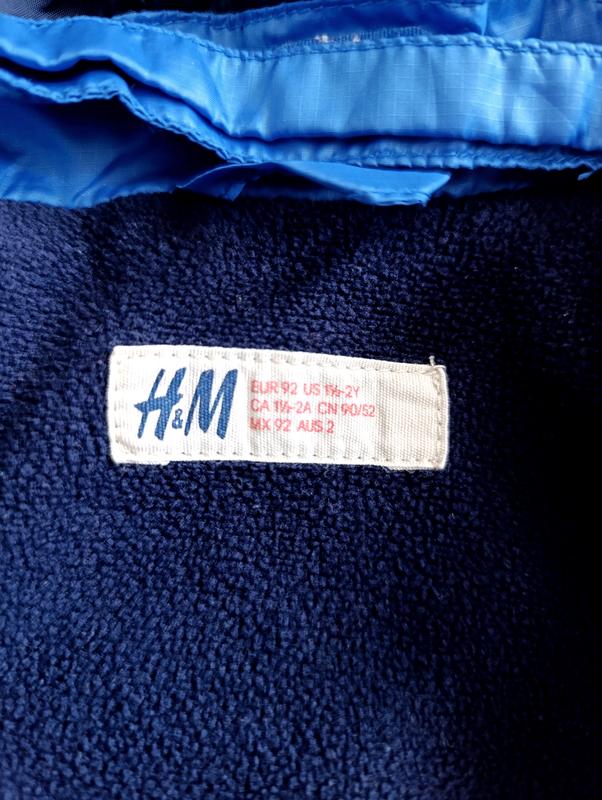 H&M
EUR 92 US 1½-2Y
CA 1½-2A CN 90/52
MX 92 AUS 2